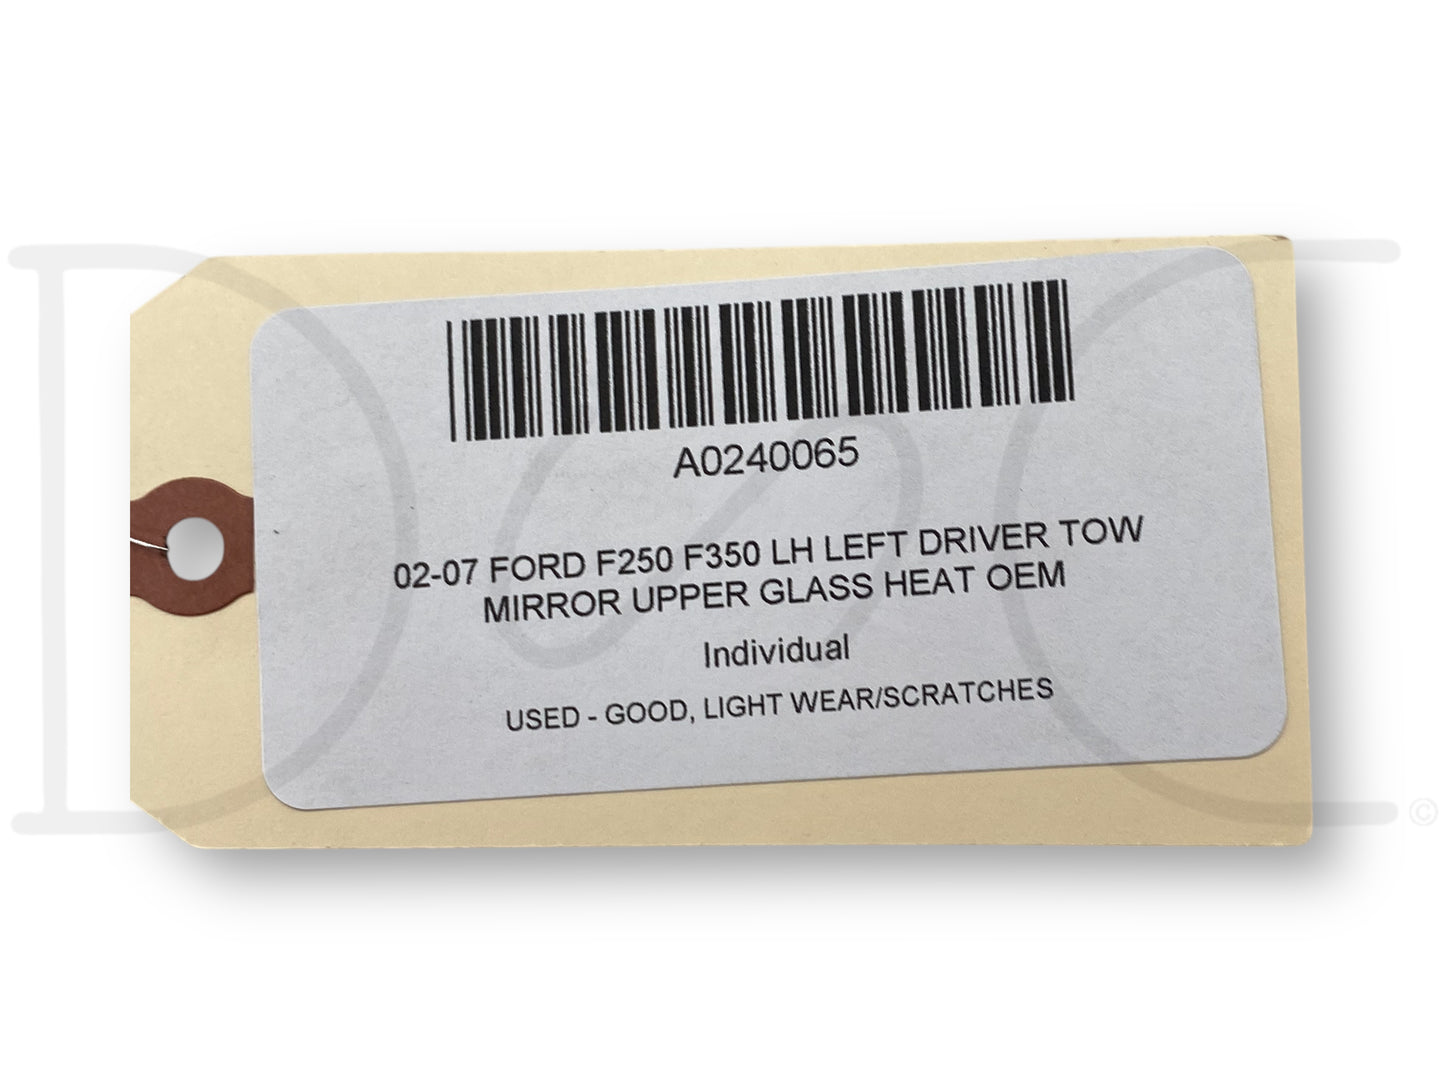 A0240065
02-07 FORD F250 F350 LH LEFT DRIVER TOW
MIRROR UPPER GLASS HEAT OEM
Individual
USED - GOOD, LIGHT WEAR/SCRATCHES
©